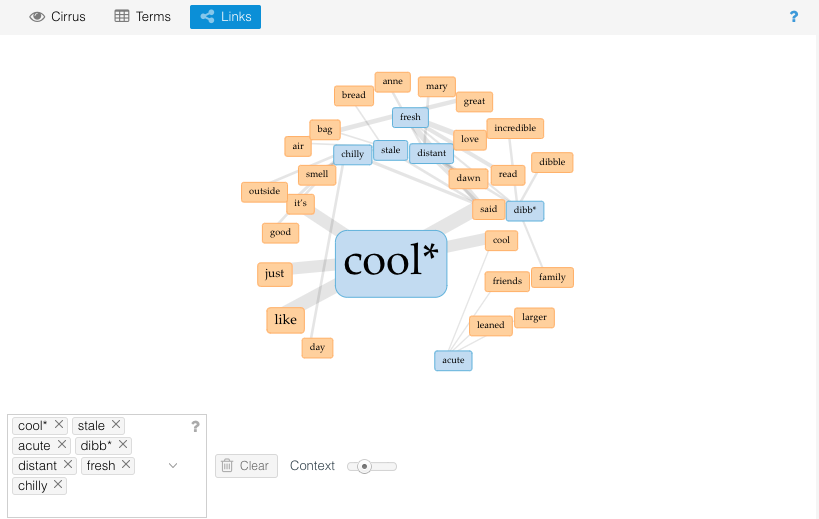 Cirrus Terms Links ?
anne
mary
bread
great
fresh
incredible
bag
love
air
stale
distant
chilly
dibble
smell
read
dawn
outside
it's
said
dibb*
good
cool
cool*
just
family
friends
like
larger
leaned
day
acute
cool* stale ?
acute dibb*
distant fresh
Clear Context
chilly